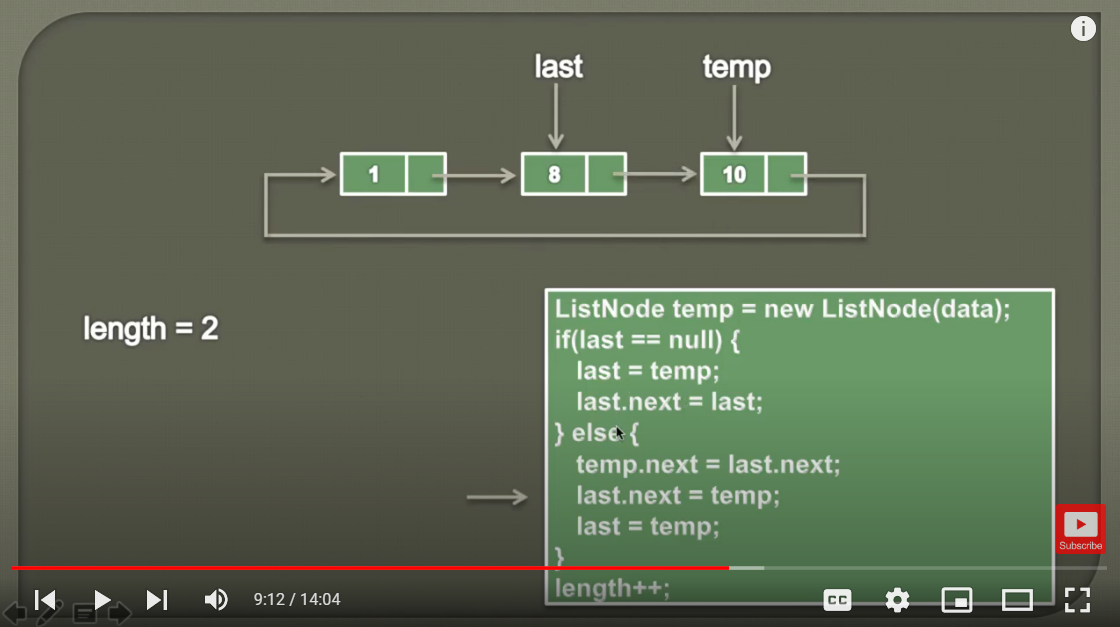 last temp
1 8 10
length = 2
ListNode temp = new ListNode(data);
if(last == null) {
last = temp;
last.next = last;
} else {
temp.next = last.next;
last.next = temp;
last = temp;
}
length++;
Subscribe
9:12 / 14:04
CC